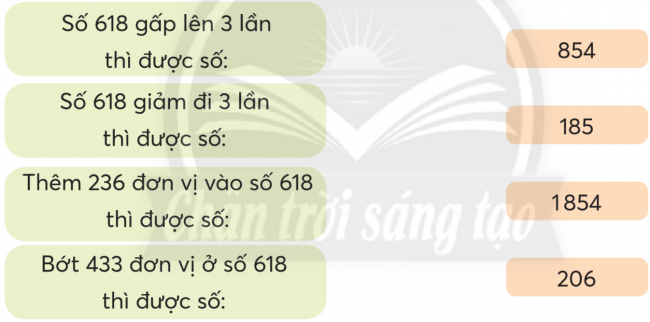 Số 618 gấp lên 3 lần
thì được số:
854
Số 618 giảm đi 3 lần
thì được số:
185
Thêm 236 đơn vị vào số 618
thì được số:
1854
Bớt 433 đơn vị ở số 618
thì được số:
206
Chân trời sáng tạo